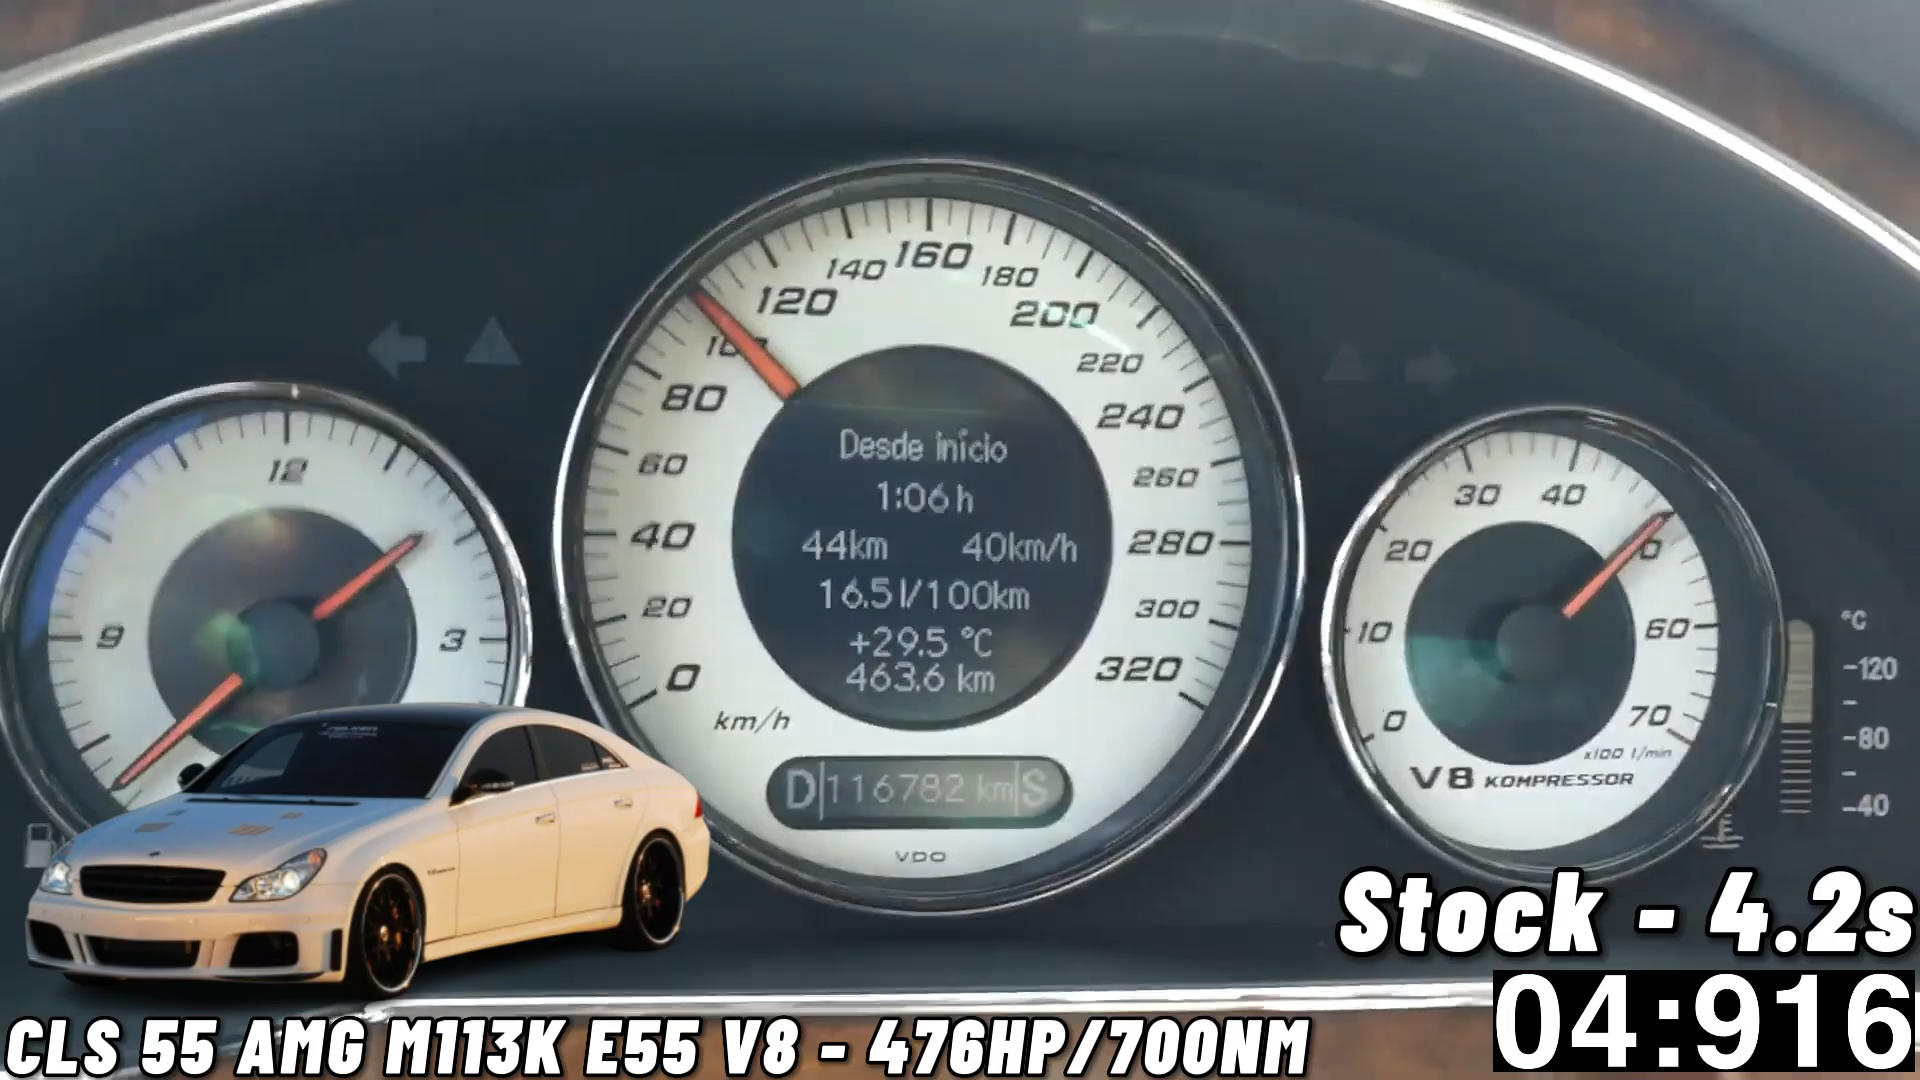 12
9
3
0
20
40
60
80
120
140
160
180
200
220
240
260
280
300
320
km/h
Desde início
1:06 h
44km 40km/h
16.5 l/100km
+29.5 °C
463.6 km
D 116782 km S
VDO
0
10
20
30
40
60
70
x100 1/min
V8 KOMPRESSOR
°C
-120
-80
-40
Stock - 4.2s
04:916
CLS 55 AMG M113K E55 V8 - 476HP/700NM